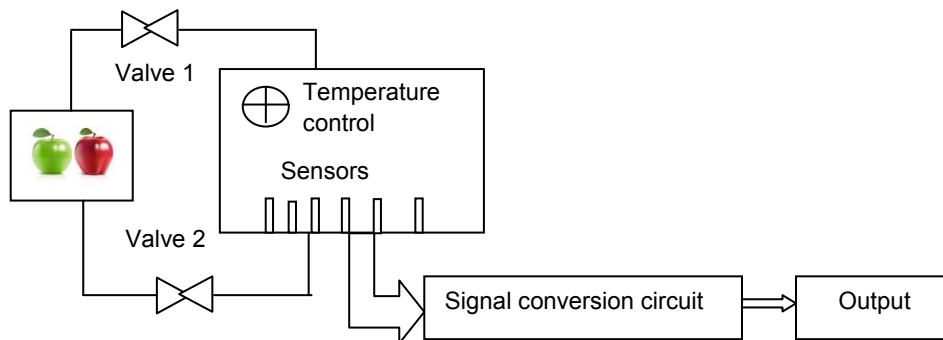 Valve 1
Temperature
control
Sensors
Valve 2
Signal conversion circuit
Output